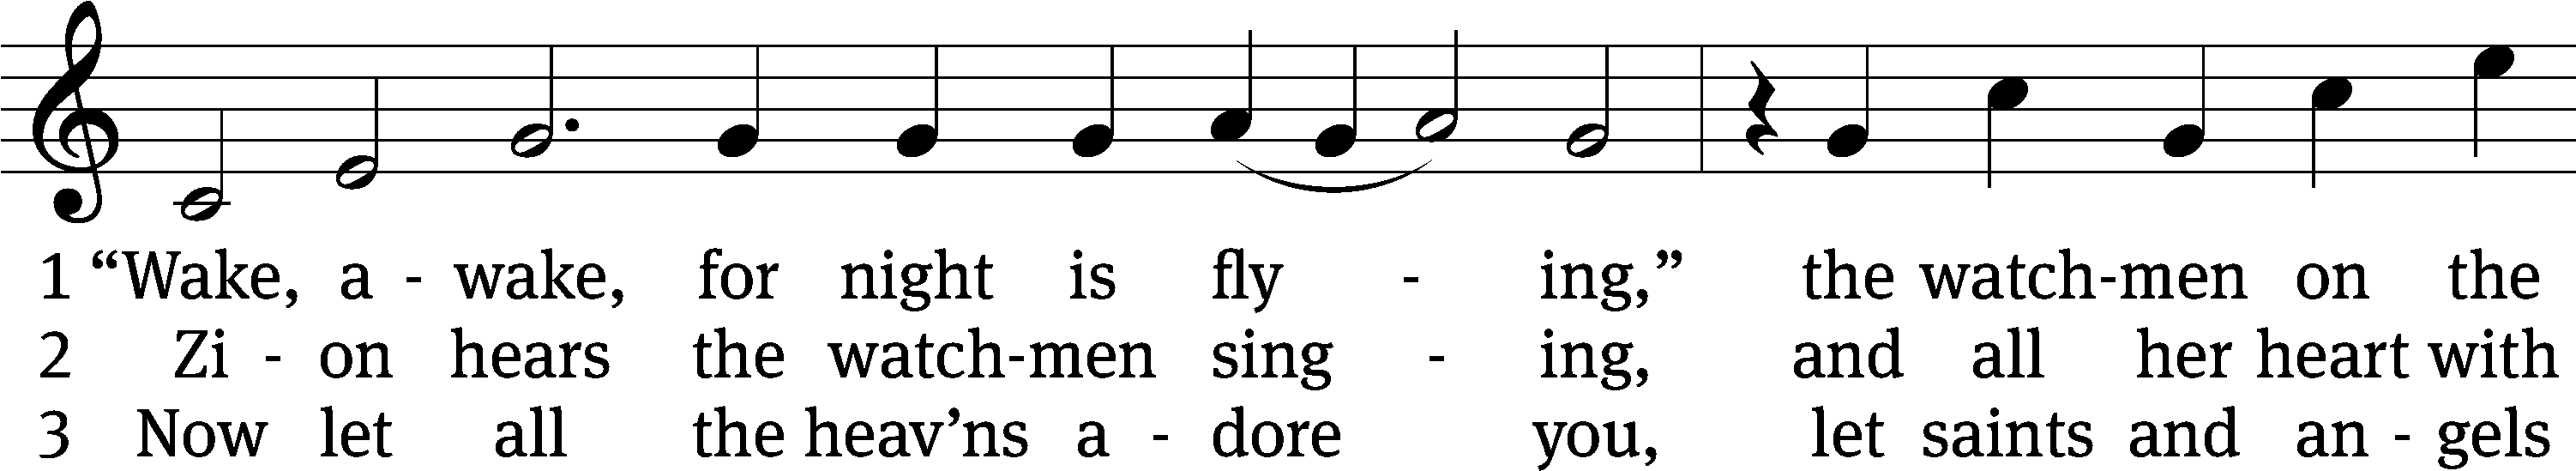 1 “Wake, a - wake, for night is fly - ing,” the watch-men on the
2 Zi - on hears the watch-men sing - ing, and all her heart with
3 Now let all the heav’ns a - dore you, let saints and an - gels